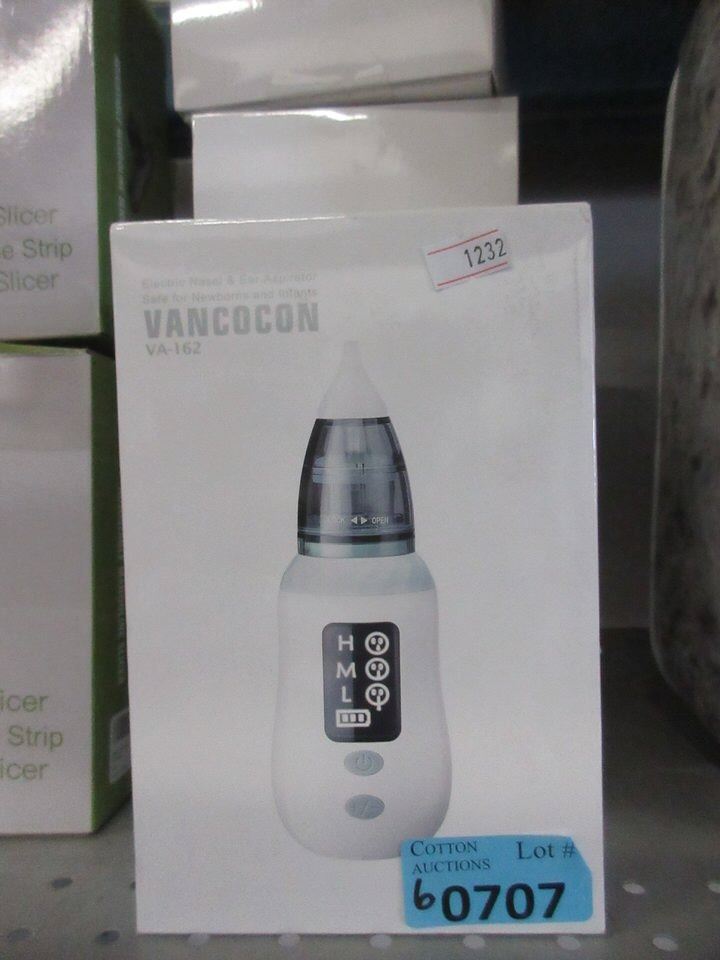 Slicer
e Strip
Slicer
1232
Electric Nasal & Ear Aspirator
Safe for Newborns and Infants
VANCOCON
VA-162
OPEN
H
M
L
icer
Strip
icer
COTTON
AUCTIONS
Lot #
60707